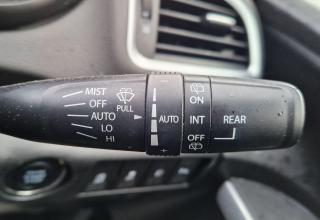 MIST
OFF
AUTO
LO
HI
PULL
AUTO
- +
ON
INT
OFF
REAR